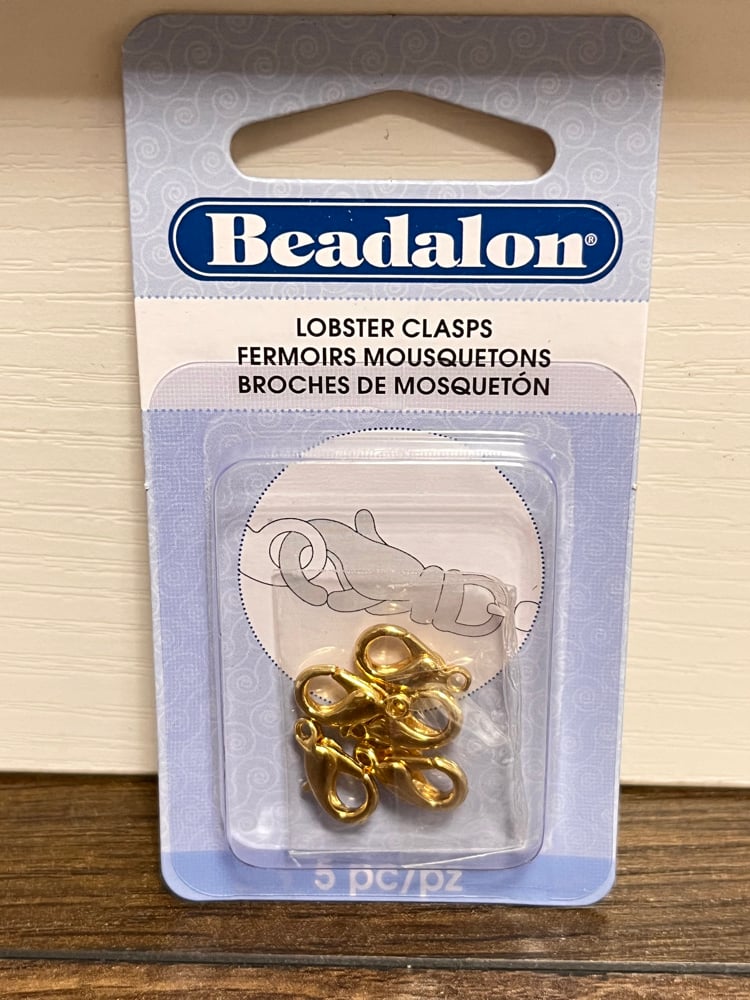 Beadalon®
LOBSTER CLASPS
FERMOIRS MOUSQUETONS
BROCHES DE MOSQUETÓN
5 pc/pz